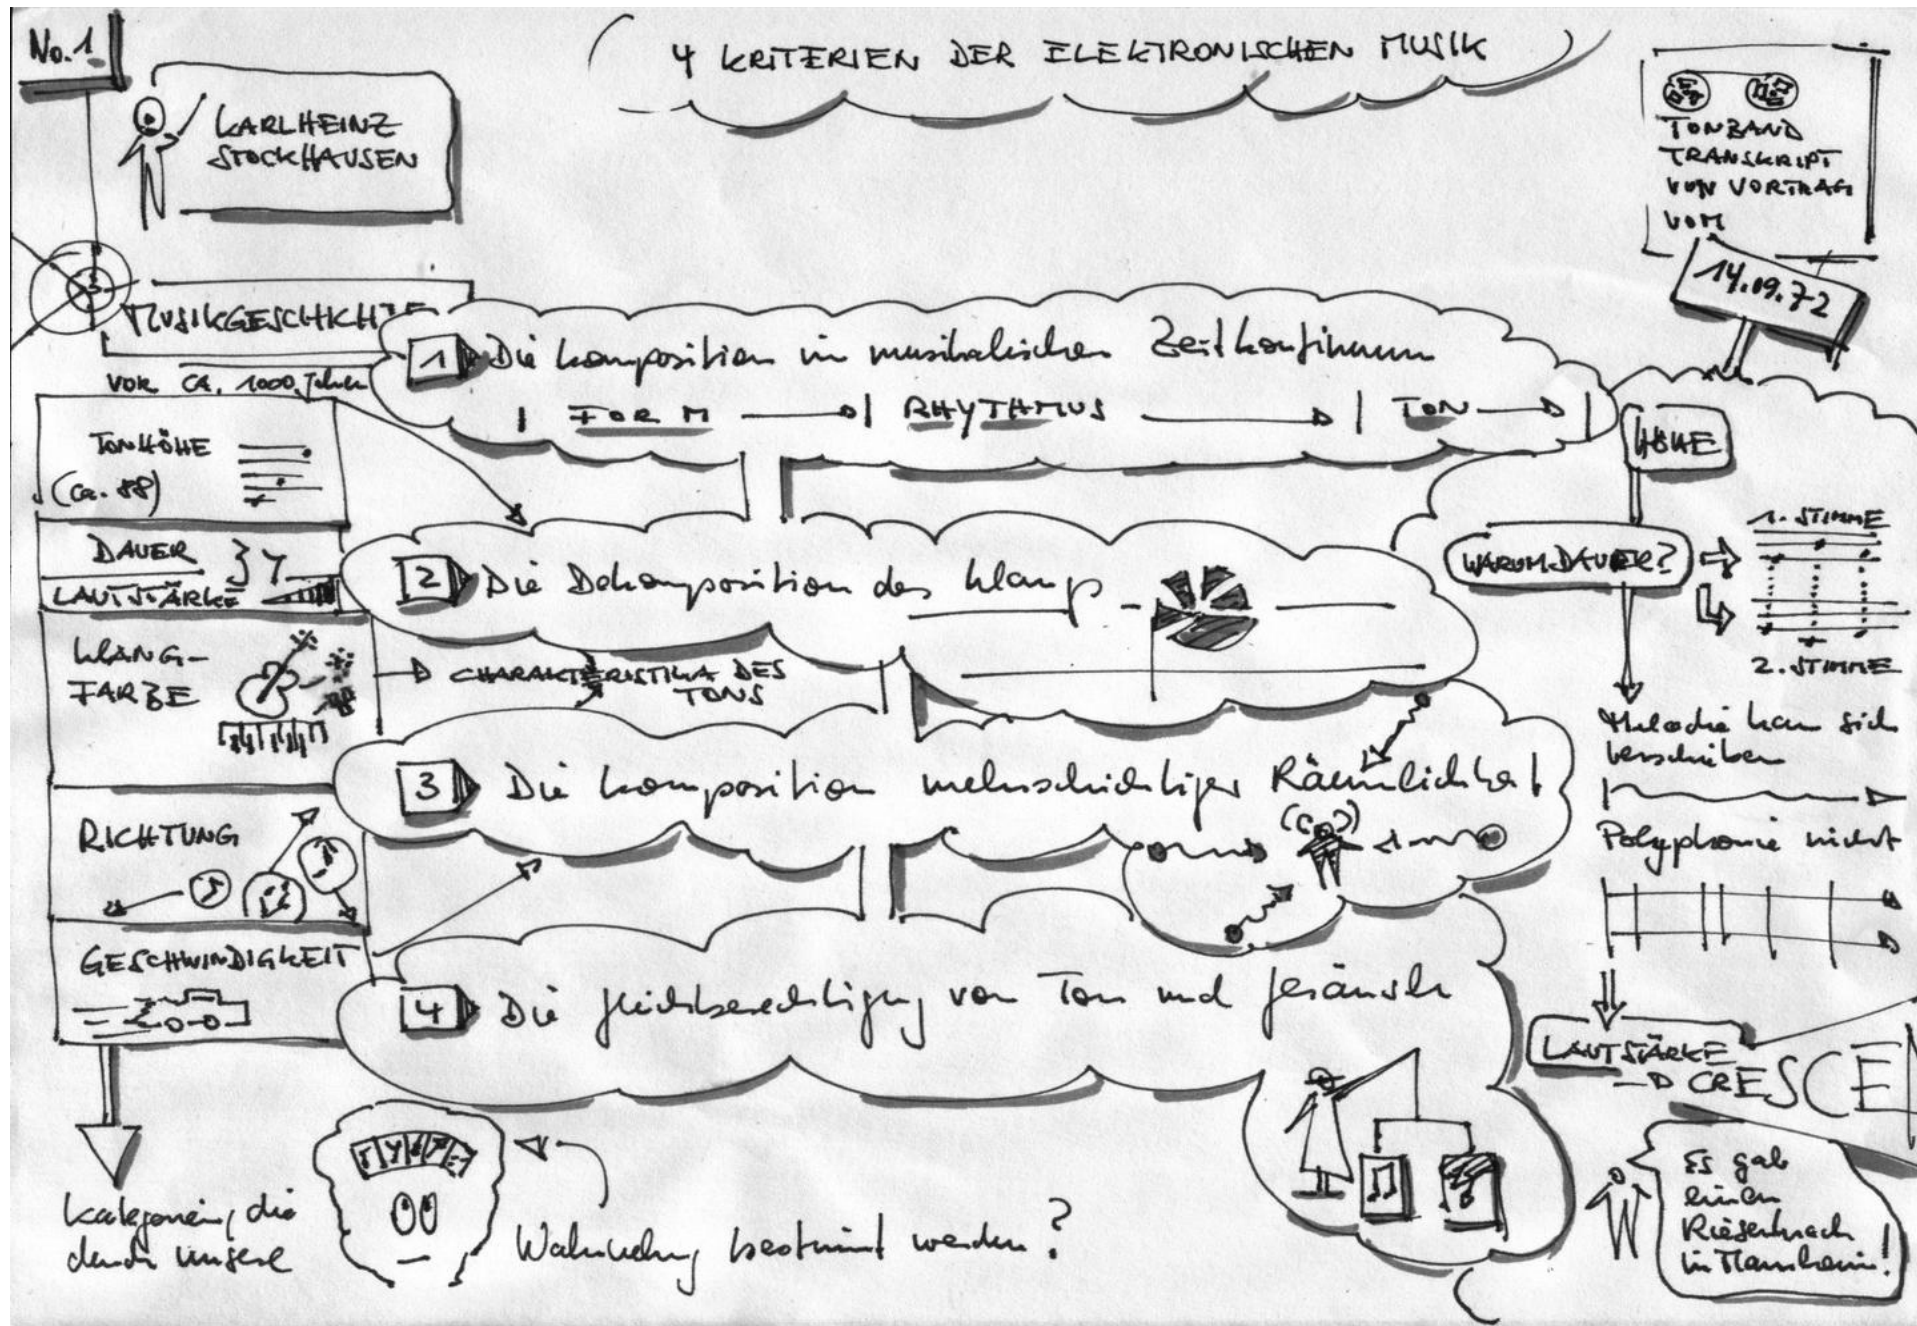 No. 1
4 KRITERIEN DER ELEKTRONISCHEN MUSIK
KARLHEINZ
STOCKHAUSEN
TONBAND
TRANSKRIPT
VON VORTRAG
VOM
14.09.72
MUSIKGESCHICHTE
VOR CA. 1000 Jahren
TONHÖHE
(ca. 88)
DAUER
LAUTSTÄRKE
KLANG-
FARBE
RICHTUNG
GESCHWINDIGKEIT
Kategorien, die
durch unsere
Wahrnehmung bestimmt werden?
1 Die Komposition im musikalischen Zeitkontinuum
FORM RHYTHMUS TON
2 Die Dekomposition des Klangs
CHARAKTERISTIKA DES
TONS
3 Die Komposition mehrschichtiger Räumlichkeit
4 Die Gleichberechtigung von Ton und Geräusch
HÖHE
WARUM DAUER?
1. STIMME
2. STIMME
Melodie kann sich
verschieben
Polyphonie nicht
LAUTSTÄRKE
CRESCEN
Es gab
einen
Riesenkrach
in Mannheim!